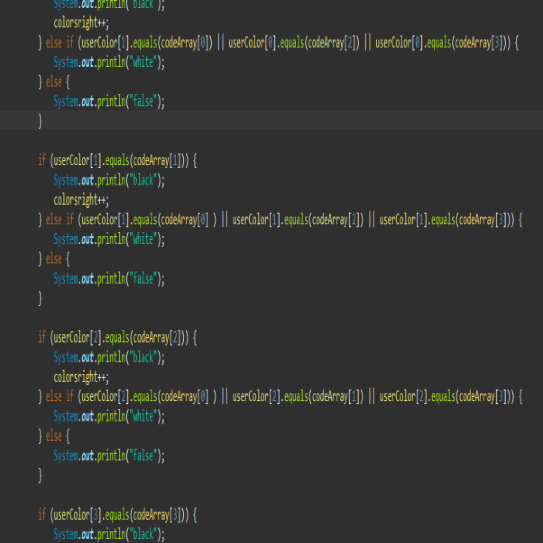 System.out.println("black");
colorsright++;
} else if (userColor[1].equals(codeArray[0]) || userColor[0].equals(codeArray[2]) || userColor[0].equals(codeArray[3])) {
System.out.println("white");
} else {
System.out.println("false");
}
if (userColor[1].equals(codeArray[1])) {
System.out.println("black");
colorsright++;
} else if (userColor[1].equals(codeArray[0] ) || userColor[1].equals(codeArray[2]) || userColor[1].equals(codeArray[3])) {
System.out.println("white");
} else {
System.out.println("false");
}
if (userColor[2].equals(codeArray[2])) {
System.out.println("black");
colorsright++;
} else if (userColor[2].equals(codeArray[0] ) || userColor[2].equals(codeArray[1]) || userColor[2].equals(codeArray[3])) {
System.out.println("white");
} else {
System.out.println("false");
}
if (userColor[3].equals(codeArray[3])) {
System.out.println("black");